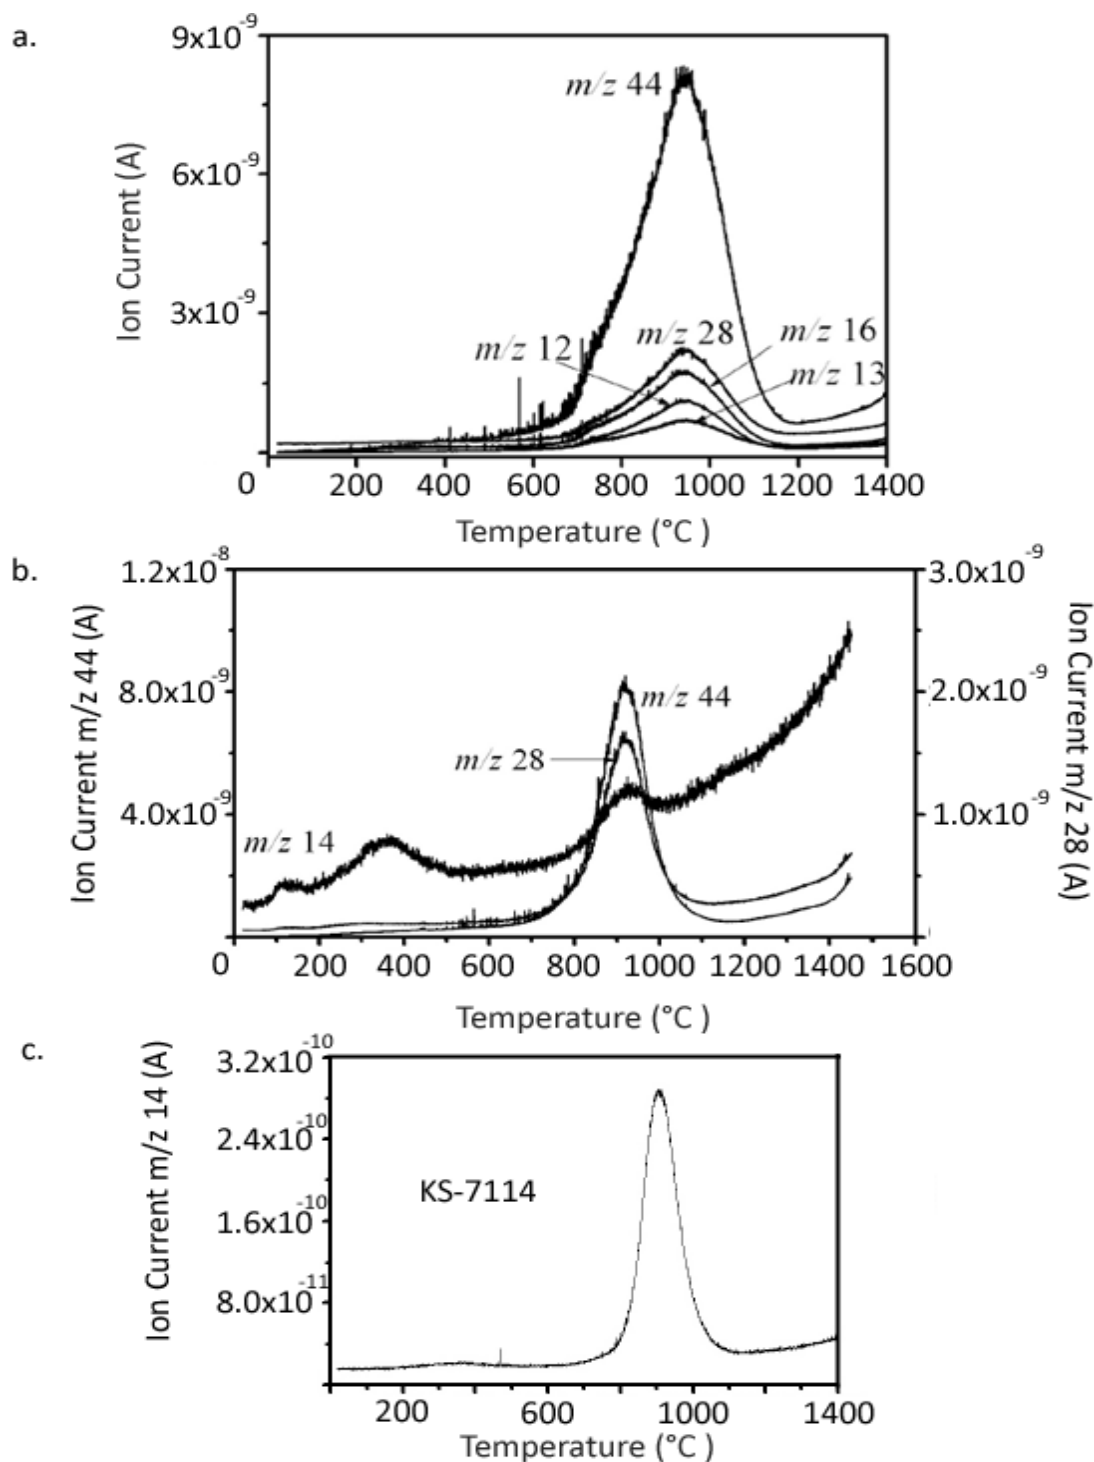 a.
9x10⁻⁹
6x10⁻⁹
3x10⁻⁹
Ion Current (A)
m/z 44
m/z 12
m/z 28
m/z 16
m/z 13
0 200 400 600 800 1000 1200 1400
Temperature (°C )
b.
1.2x10⁻⁸
8.0x10⁻⁹
4.0x10⁻⁹
Ion Current m/z 44 (A)
3.0x10⁻⁹
2.0x10⁻⁹
1.0x10⁻⁹
Ion Current m/z 28 (A)
m/z 44
m/z 28
m/z 14
0 200 400 600 800 1000 1200 1400 1600
Temperature (°C )
c.
3.2x10⁻¹⁰
2.4x10⁻¹⁰
1.6x10⁻¹⁰
8.0x10⁻¹¹
Ion Current m/z 14 (A)
KS-7114
200 600 1000 1400
Temperature (°C )